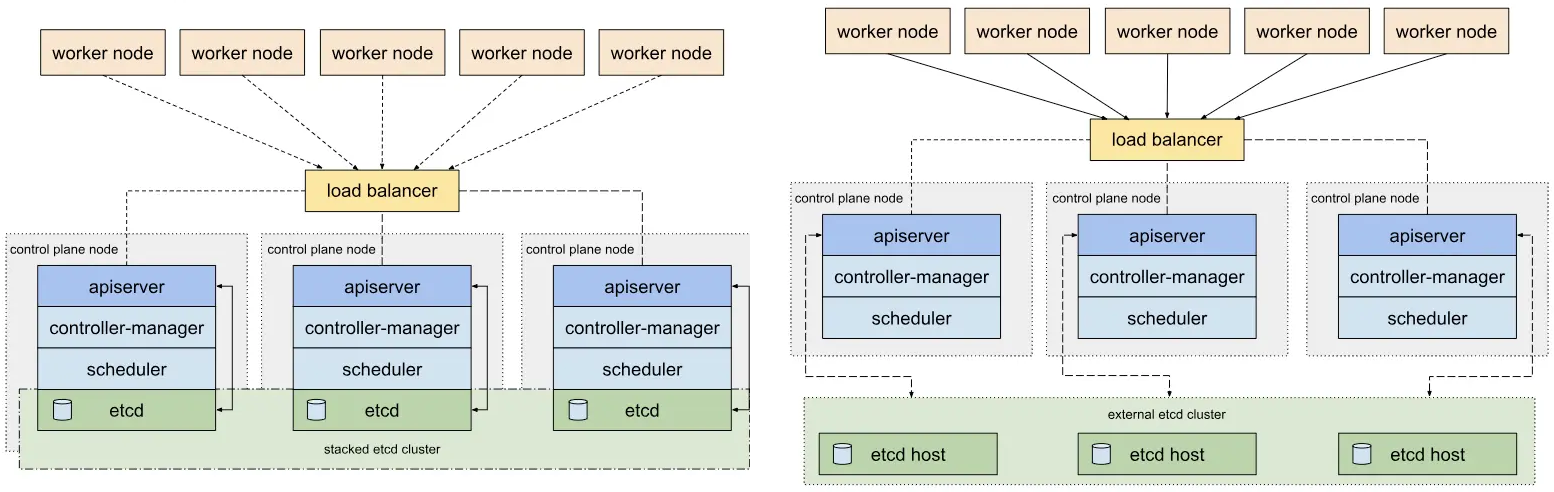 worker node
worker node
worker node
worker node
worker node
load balancer
control plane node
control plane node
control plane node
apiserver
apiserver
apiserver
controller-manager
controller-manager
controller-manager
scheduler
scheduler
scheduler
etcd
etcd
etcd
stacked etcd cluster
worker node
worker node
worker node
worker node
worker node
load balancer
control plane node
control plane node
control plane node
apiserver
apiserver
apiserver
controller-manager
controller-manager
controller-manager
scheduler
scheduler
scheduler
external etcd cluster
etcd host
etcd host
etcd host